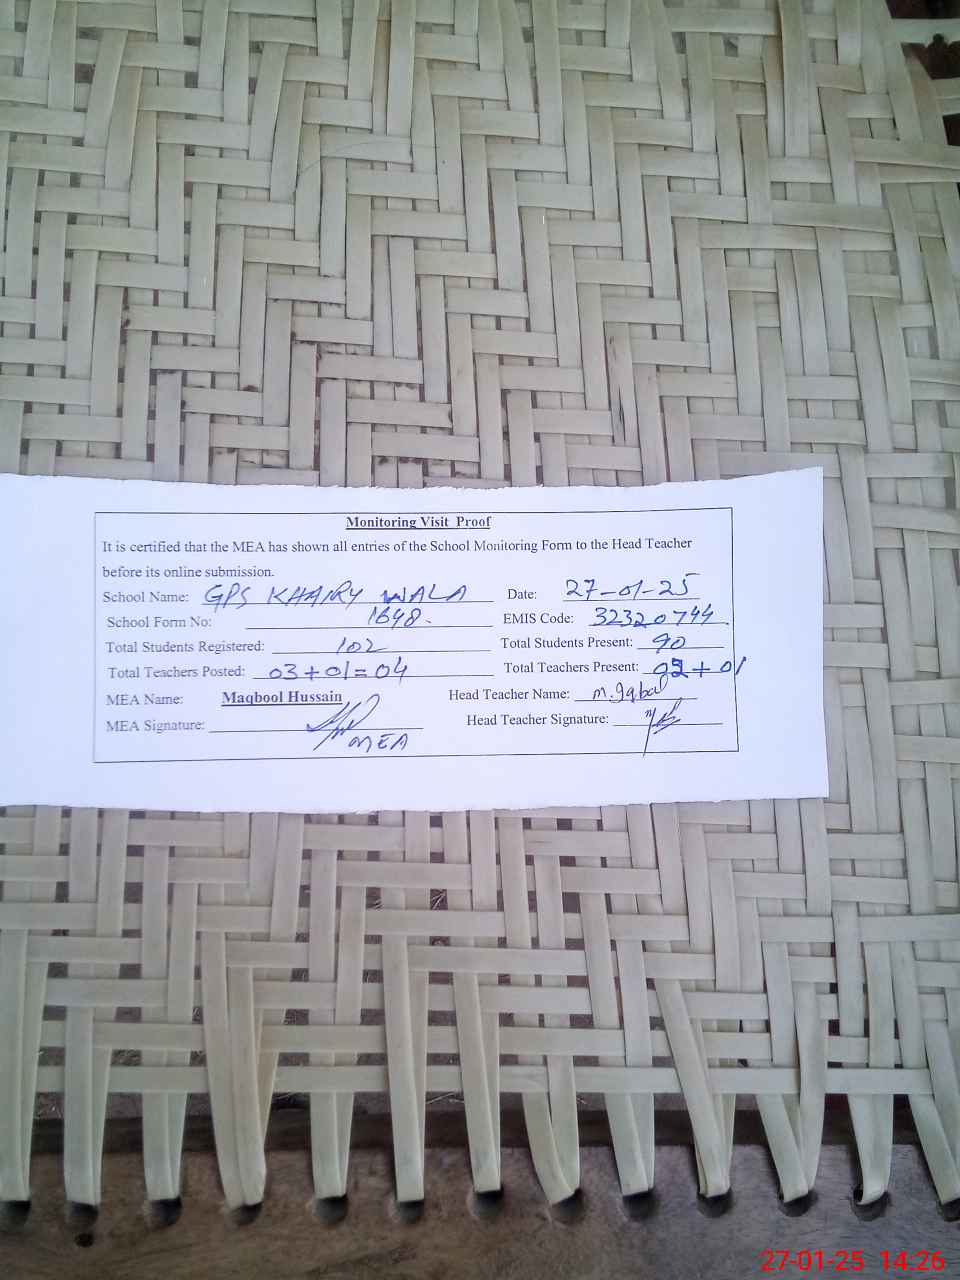 Monitoring Visit Proof
It is certified that the MEA has shown all entries of the School Monitoring Form to the Head Teacher
before its online submission.
School Name: GPS KHAIRY WALA Date: 27-01-25
School Form No: 1648. EMIS Code: 32320744
Total Students Registered: 102 Total Students Present: 90
Total Teachers Posted: 03+01=04 Total Teachers Present: + 01
MEA Name: Maqbool Hussain Head Teacher Name: M. Iqbal
MEA Signature: MEA Head Teacher Signature:
27-01-25 14:26